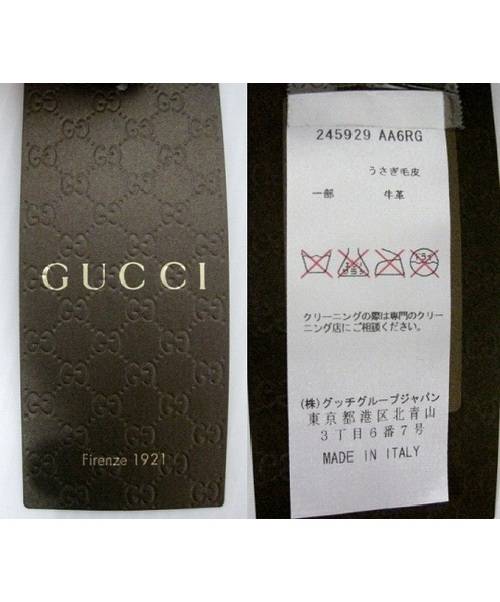 GUCCI
Firenze 1921
245929 AA6RG
うさぎ毛皮
一部 牛革
クリーニングの際は専門のクリー
ニング店にご相談ください。
(株)グッチグループジャパン
東京都港区北青山
3丁目6番7号
MADE IN ITALY